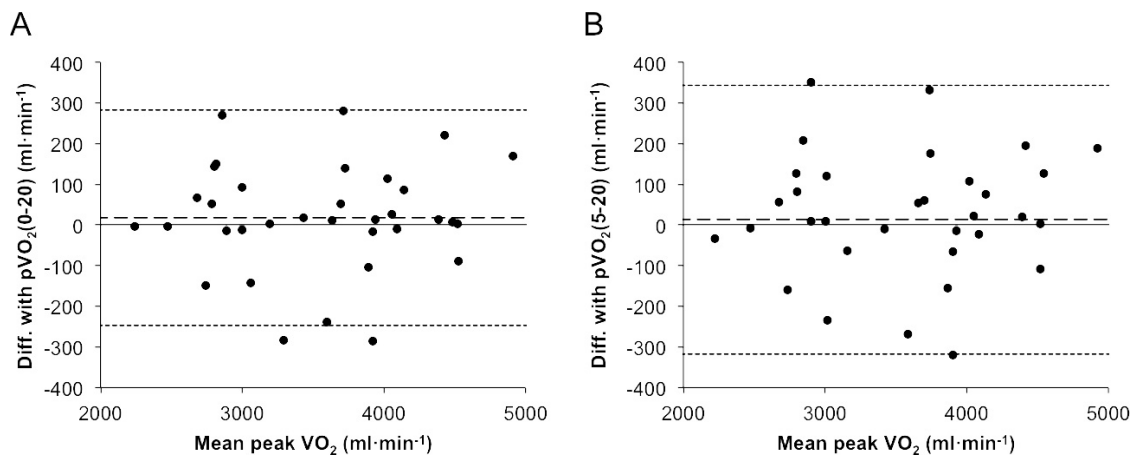 A
400
300
200
100
0
-100
-200
-300
-400
2000 3000 4000 5000
Diff. with pVO₂(0-20) (ml·min⁻¹)
Mean peak VO₂ (ml·min⁻¹)
B
400
300
200
100
0
-100
-200
-300
-400
2000 3000 4000 5000
Diff. with pVO₂(5-20) (ml·min⁻¹)
Mean peak VO₂ (ml·min⁻¹)